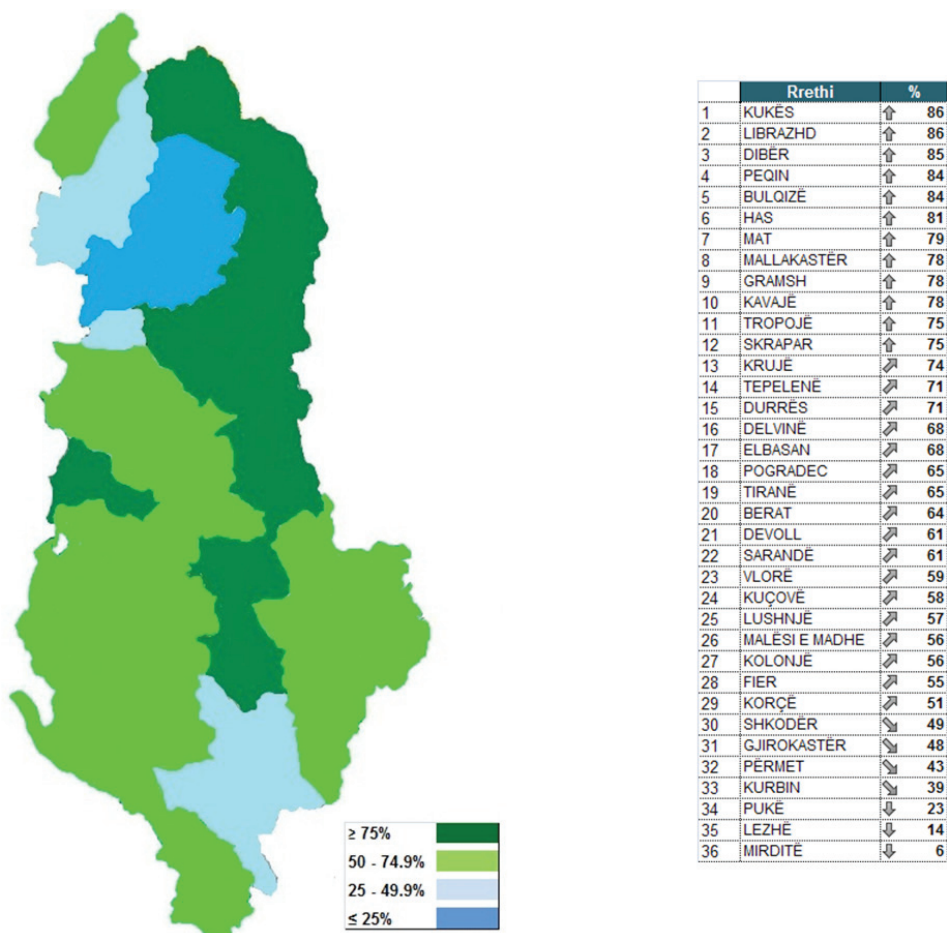 Rrethi %
1 KUKËS 86
2 LIBRAZHD 86
3 DIBËR 85
4 PEQIN 84
5 BULQIZË 84
6 HAS 81
7 MAT 79
8 MALLAKASTËR 78
9 GRAMSH 78
10 KAVAJË 78
11 TROPOJË 75
12 SKRAPAR 75
13 KRUJË 74
14 TEPELENË 71
15 DURRËS 71
16 DELVINË 68
17 ELBASAN 68
18 POGRADEC 65
19 TIRANË 65
20 BERAT 64
21 DEVOLL 61
22 SARANDË 61
23 VLORË 59
24 KUÇOVË 58
25 LUSHNJË 57
26 MALËSI E MADHE 56
27 KOLONJË 56
28 FIER 55
29 KORÇË 51
30 SHKODËR 49
31 GJIROKASTËR 48
32 PËRMET 43
33 KURBIN 39
34 PUKË 23
35 LEZHË 14
36 MIRDITË 6
≥ 75%
50 - 74.9%
25 - 49.9%
≤ 25%